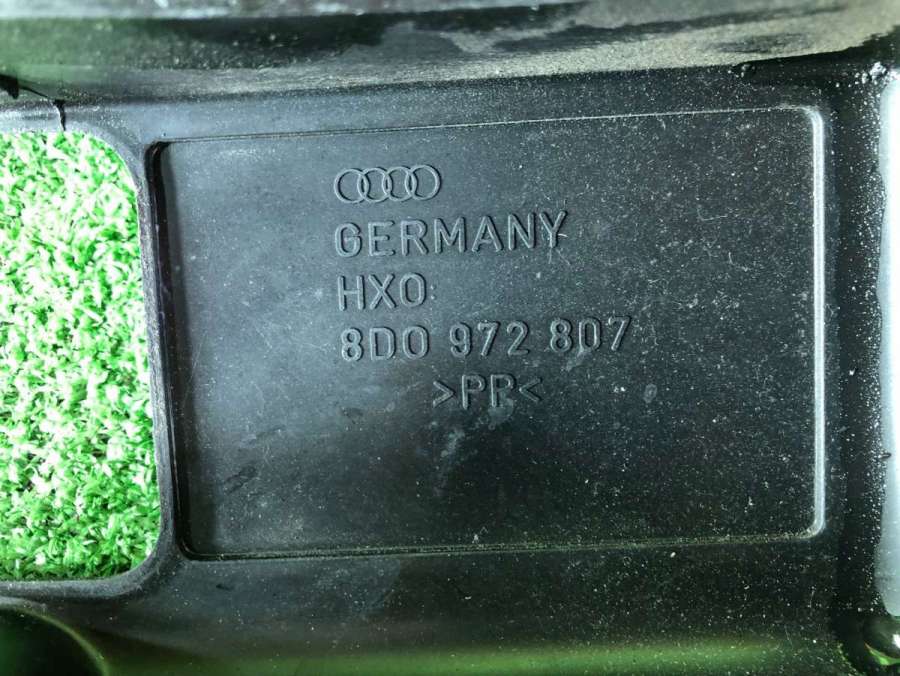 GERMANY
HXO
8D0 972 807
>PP<